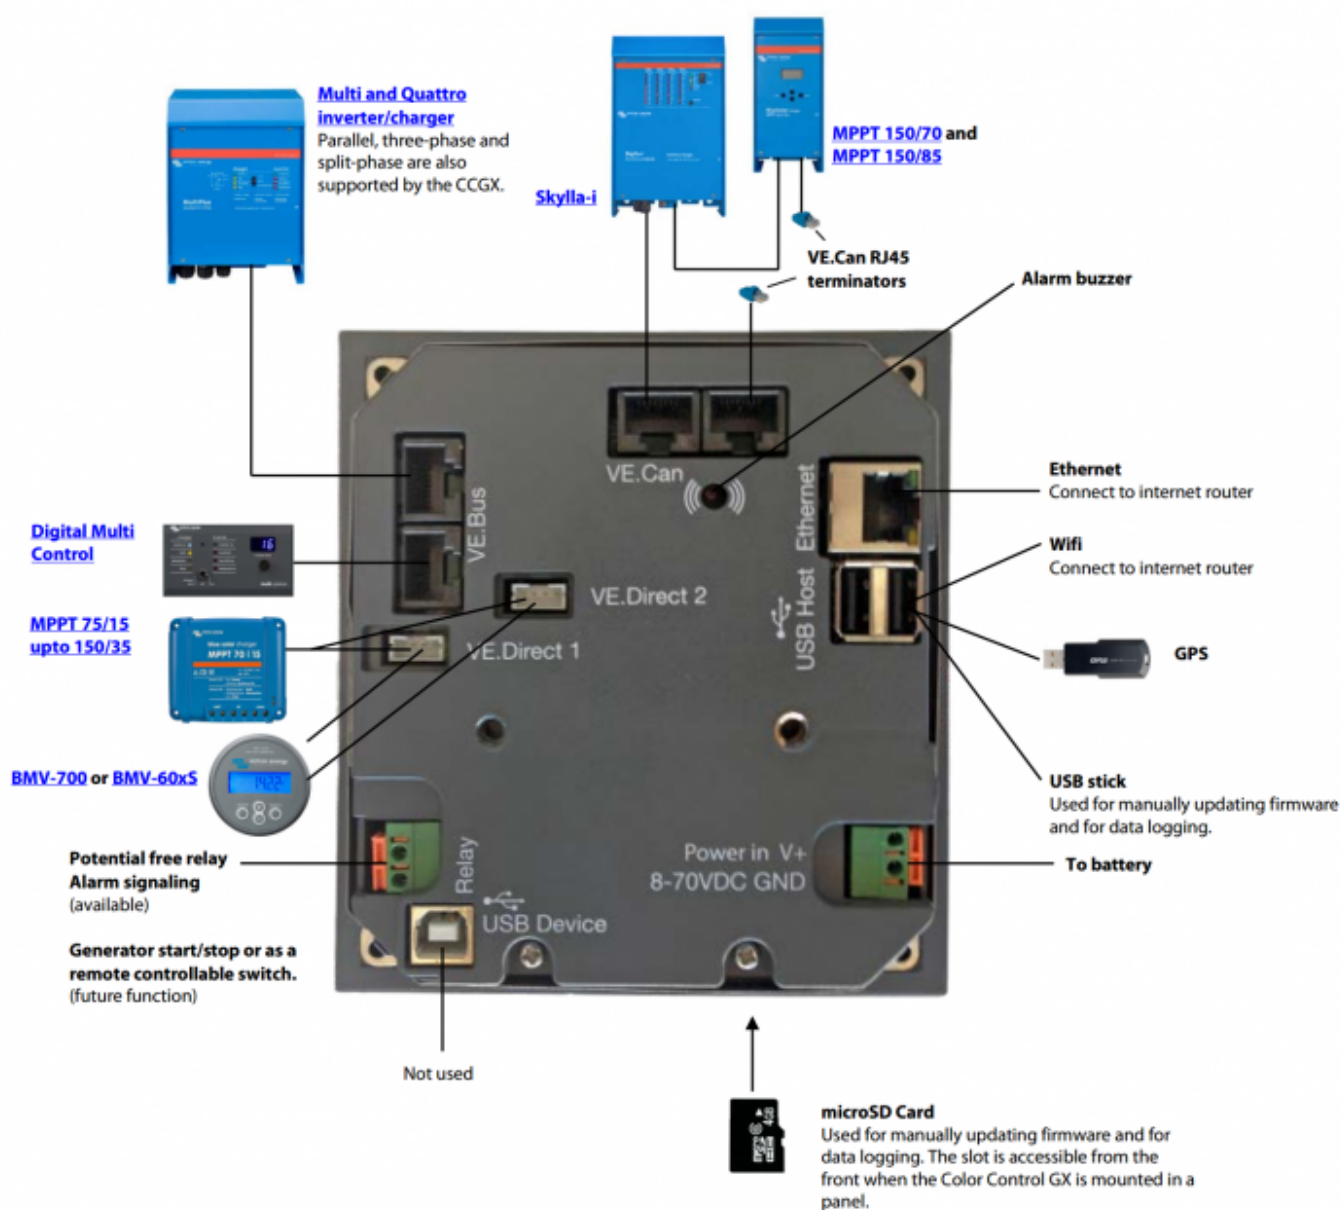 Multi and Quattro
inverter/charger
Parallel, three-phase and
split-phase are also
supported by the CCGX.
Skylla-i
MPPT 150/70 and
MPPT 150/85
VE.Can RJ45
terminators
Alarm buzzer
VE.Can
Ethernet
Ethernet
Connect to internet router
Wifi
Connect to internet router
USB Host
GPS
USB stick
Used for manually updating firmware
and for data logging.
To battery
Digital Multi
Control
16
VE.Bus
MPPT 75/15
upto 150/35
MPPT 70 | 15
VE.Direct 2
VE.Direct 1
BMV-700 or BMV-60xS
Potential free relay
Alarm signaling
(available)
Generator start/stop or as a
remote controllable switch.
(future function)
Relay
USB Device
Power in V+
8-70VDC GND
Not used
4GB
microSD Card
Used for manually updating firmware and for
data logging. The slot is accessible from the
front when the Color Control GX is mounted in a
panel.